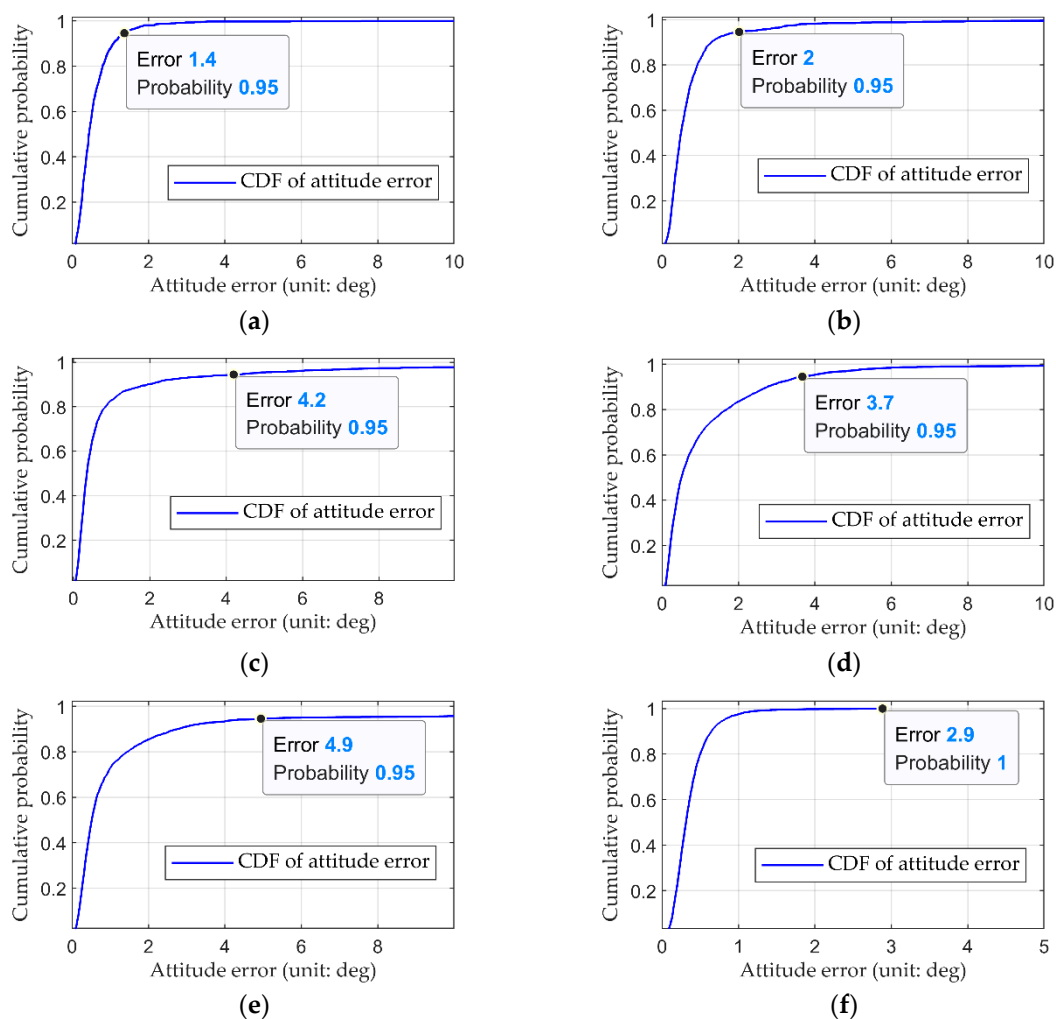 1
0.8
0.6
0.4
0.2
0
2
4
6
8
10
Cumulative probability
Attitude error (unit: deg)
Error 1.4
Probability 0.95
CDF of attitude error
(a)
1
0.8
0.6
0.4
0.2
0
2
4
6
8
10
Cumulative probability
Attitude error (unit: deg)
Error 2
Probability 0.95
CDF of attitude error
(b)
1
0.8
0.6
0.4
0.2
0
2
4
6
8
Cumulative probability
Attitude error (unit: deg)
Error 4.2
Probability 0.95
CDF of attitude error
(c)
1
0.8
0.6
0.4
0.2
0
2
4
6
8
10
Cumulative probability
Attitude error (unit: deg)
Error 3.7
Probability 0.95
CDF of attitude error
(d)
1
0.8
0.6
0.4
0.2
0
2
4
6
8
Cumulative probability
Attitude error (unit: deg)
Error 4.9
Probability 0.95
CDF of attitude error
(e)
1
0.8
0.6
0.4
0.2
0
1
2
3
4
5
Cumulative probability
Attitude error (unit: deg)
Error 2.9
Probability 1
CDF of attitude error
(f)